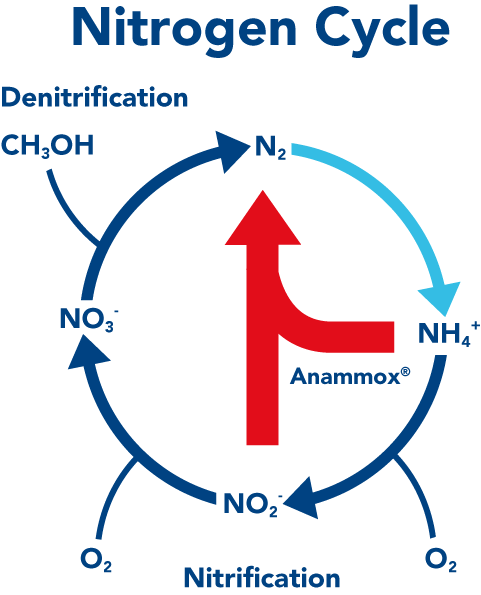 Nitrogen Cycle
Denitrification
CH₃OH
N₂
NO₃⁻
NH₄⁺
Anammox®
NO₂⁻
O₂
O₂
Nitrification